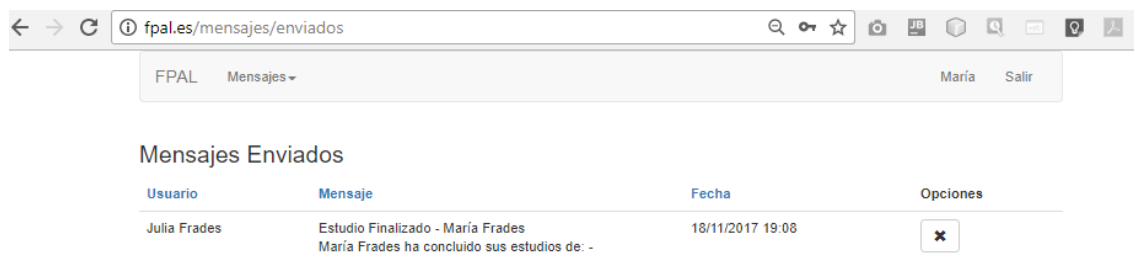 fpal.es/mensajes/enviados
JB
FPAL Mensajes María Salir
Mensajes Enviados
Usuario Mensaje Fecha Opciones
Julia Frades Estudio Finalizado - María Frades 18/11/2017 19:08
María Frades ha concluido sus estudios de: -